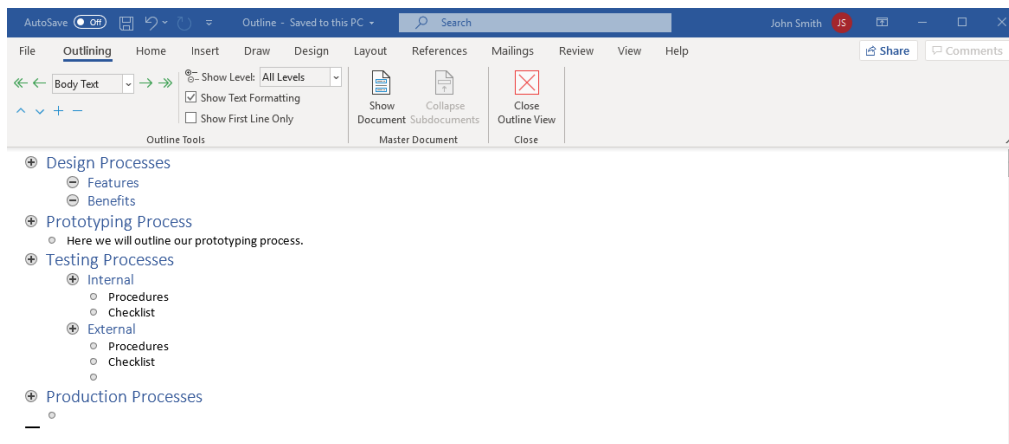 AutoSave Off Outline - Saved to this PC Search John Smith JS
File Outlining Home Insert Draw Design Layout References Mailings Review View Help Share Comments
Body Text Show Level: All Levels
Show Text Formatting
Show First Line Only
Show Document
Collapse Subdocuments
Close Outline View
Outline Tools Master Document Close
Design Processes
Features
Benefits
Prototyping Process
Here we will outline our prototyping process.
Testing Processes
Internal
Procedures
Checklist
External
Procedures
Checklist
Production Processes